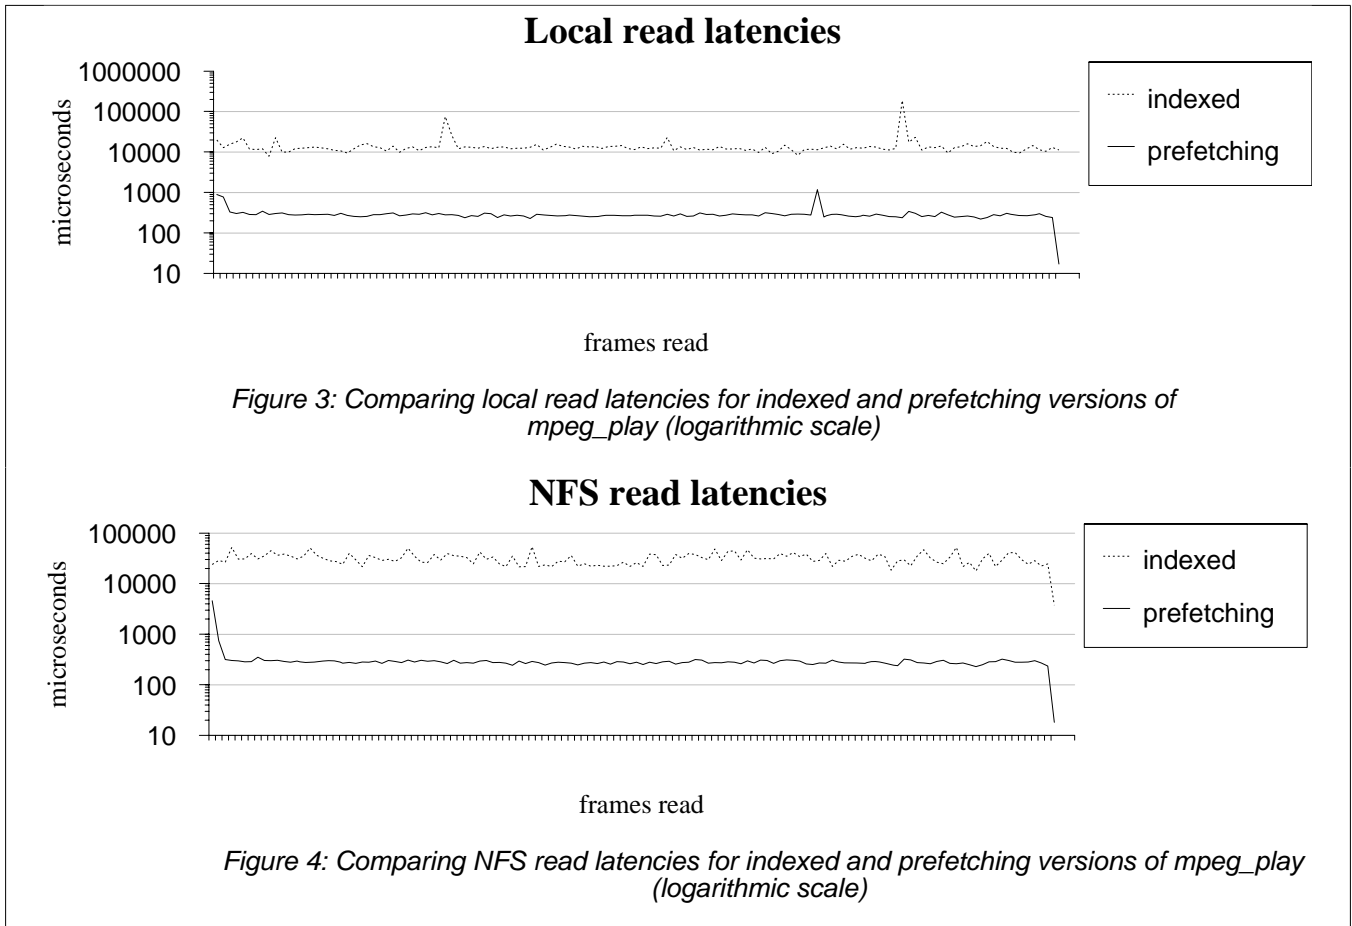 Local read latencies
1000000
100000
10000
1000
100
10
microseconds
frames read
indexed
prefetching
Figure 3: Comparing local read latencies for indexed and prefetching versions of
mpeg_play (logarithmic scale)
NFS read latencies
100000
10000
1000
100
10
microseconds
frames read
indexed
prefetching
Figure 4: Comparing NFS read latencies for indexed and prefetching versions of mpeg_play
(logarithmic scale)